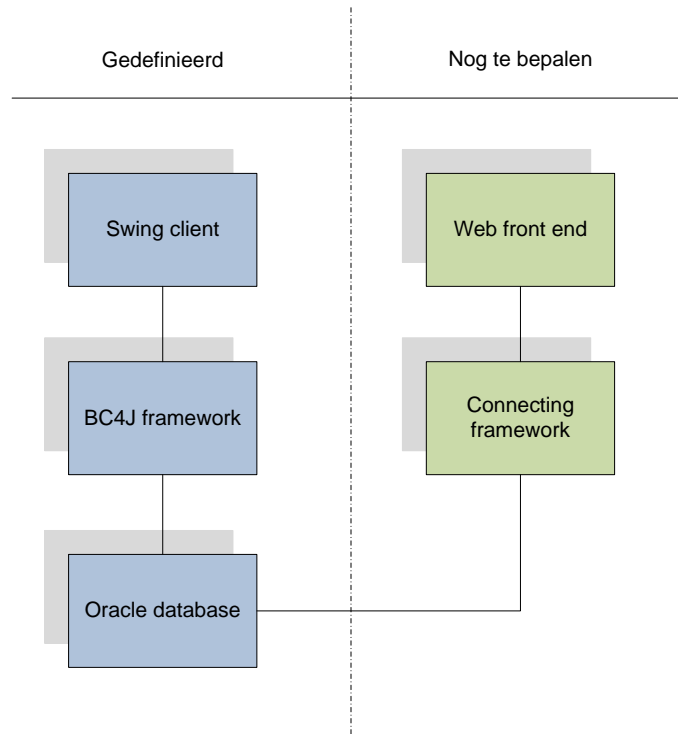 Gedefinieerd
Nog te bepalen
Swing client
Web front end
BC4J framework
Connecting
framework
Oracle database